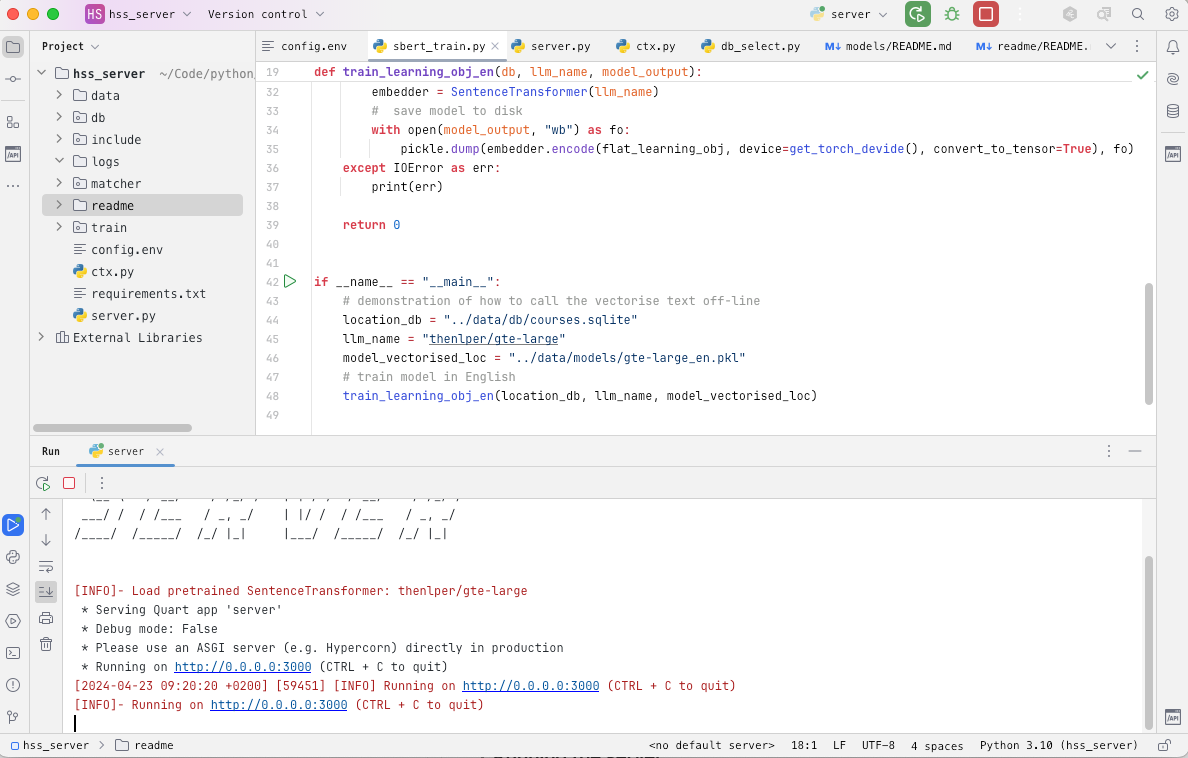 HS hss_server Version control server
Project
config.env sbert_train.py server.py ctx.py db_select.py M↓ models/README.md M↓ readme/README.
hss_server ~/Code/python
data
db
include
logs
matcher
readme
train
config.env
ctx.py
requirements.txt
server.py
External Libraries
19 def train_learning_obj_en(db, llm_name, model_output):
32 embedder = SentenceTransformer(llm_name)
33 # save model to disk
34 with open(model_output, "wb") as fo:
35 pickle.dump(embedder.encode(flat_learning_obj, device=get_torch_devide(), convert_to_tensor=True), fo)
36 except IOError as err:
37 print(err)
38
39 return 0
40
41
42 if __name__ == "__main__":
43 # demonstration of how to call the vectorise text off-line
44 location_db = "../data/db/courses.sqlite"
45 llm_name = "thenlper/gte-large"
46 model_vectorised_loc = "../data/models/gte-large_en.pkl"
47 # train model in English
48 train_learning_obj_en(location_db, llm_name, model_vectorised_loc)
49
Run server
___/ / / /___ / _, _/ | |/ / / /___ / _, _/
/____/ /_____/ /_/ |_| |___/ /_____/ /_/ |_|
[INFO]- Load pretrained SentenceTransformer: thenlper/gte-large
* Serving Quart app 'server'
* Debug mode: False
* Please use an ASGI server (e.g. Hypercorn) directly in production
* Running on http://0.0.0.0:3000 (CTRL + C to quit)
[2024-04-23 09:20:20 +0200] [59451] [INFO] Running on http://0.0.0.0:3000 (CTRL + C to quit)
[INFO]- Running on http://0.0.0.0:3000 (CTRL + C to quit)
hss_server > readme <no default server> 18:1 LF UTF-8 4 spaces Python 3.10 (hss_server)